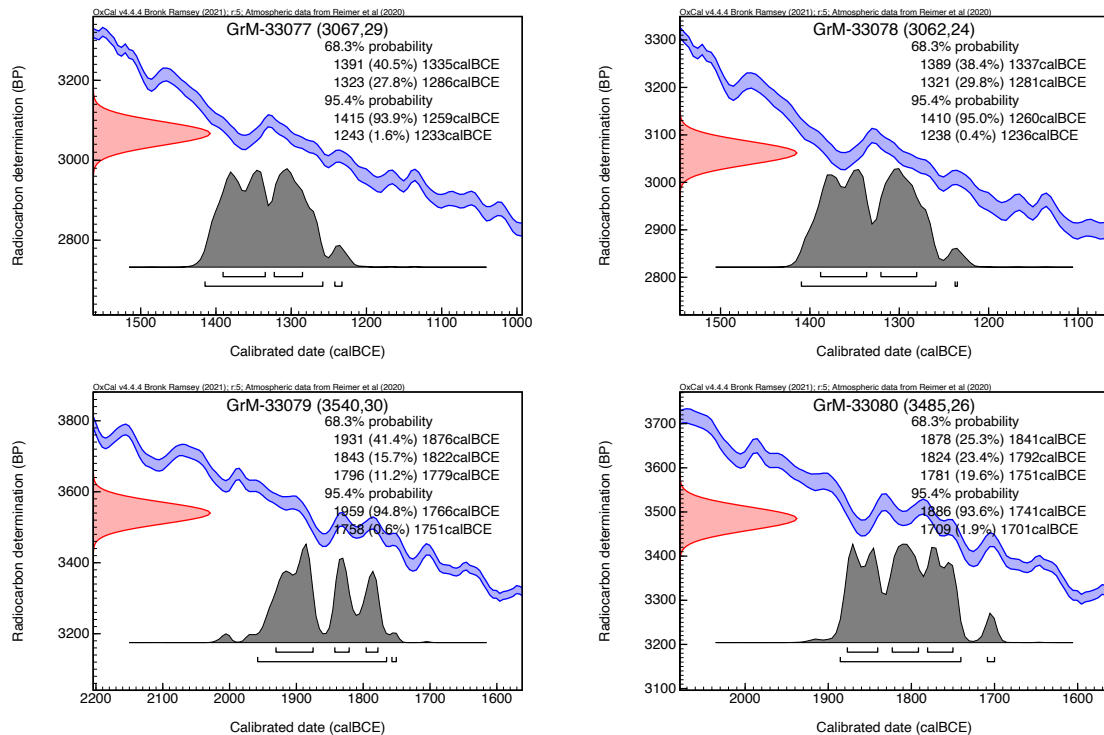 OxCal v4.4.4 Bronk Ramsey (2021); r:5; Atmospheric data from Reimer et al (2020)
GrM-33077 (3067,29)
68.3% probability
1391 (40.5%) 1335calBCE
1323 (27.8%) 1286calBCE
95.4% probability
1415 (93.9%) 1259calBCE
1243 (1.6%) 1233calBCE
Radiocarbon determination (BP)
3200
3000
2800
1500 1400 1300 1200 1100 1000
Calibrated date (calBCE)
OxCal v4.4.4 Bronk Ramsey (2021); r:5; Atmospheric data from Reimer et al (2020)
GrM-33078 (3062,24)
68.3% probability
1389 (38.4%) 1337calBCE
1321 (29.8%) 1281calBCE
95.4% probability
1410 (95.0%) 1260calBCE
1238 (0.4%) 1236calBCE
Radiocarbon determination (BP)
3300
3200
3100
3000
2900
2800
1500 1400 1300 1200 1100
Calibrated date (calBCE)
OxCal v4.4.4 Bronk Ramsey (2021); r:5; Atmospheric data from Reimer et al (2020)
GrM-33079 (3540,30)
68.3% probability
1931 (41.4%) 1876calBCE
1843 (15.7%) 1822calBCE
1796 (11.2%) 1779calBCE
95.4% probability
1959 (94.8%) 1766calBCE
1758 (0.6%) 1751calBCE
Radiocarbon determination (BP)
3800
3600
3400
3200
2200 2100 2000 1900 1800 1700 1600
Calibrated date (calBCE)
OxCal v4.4.4 Bronk Ramsey (2021); r:5; Atmospheric data from Reimer et al (2020)
GrM-33080 (3485,26)
68.3% probability
1878 (25.3%) 1841calBCE
1824 (23.4%) 1792calBCE
1781 (19.6%) 1751calBCE
95.4% probability
1886 (93.6%) 1741calBCE
1709 (1.9%) 1701calBCE
Radiocarbon determination (BP)
3700
3600
3500
3400
3300
3200
3100
2000 1900 1800 1700 1600
Calibrated date (calBCE)